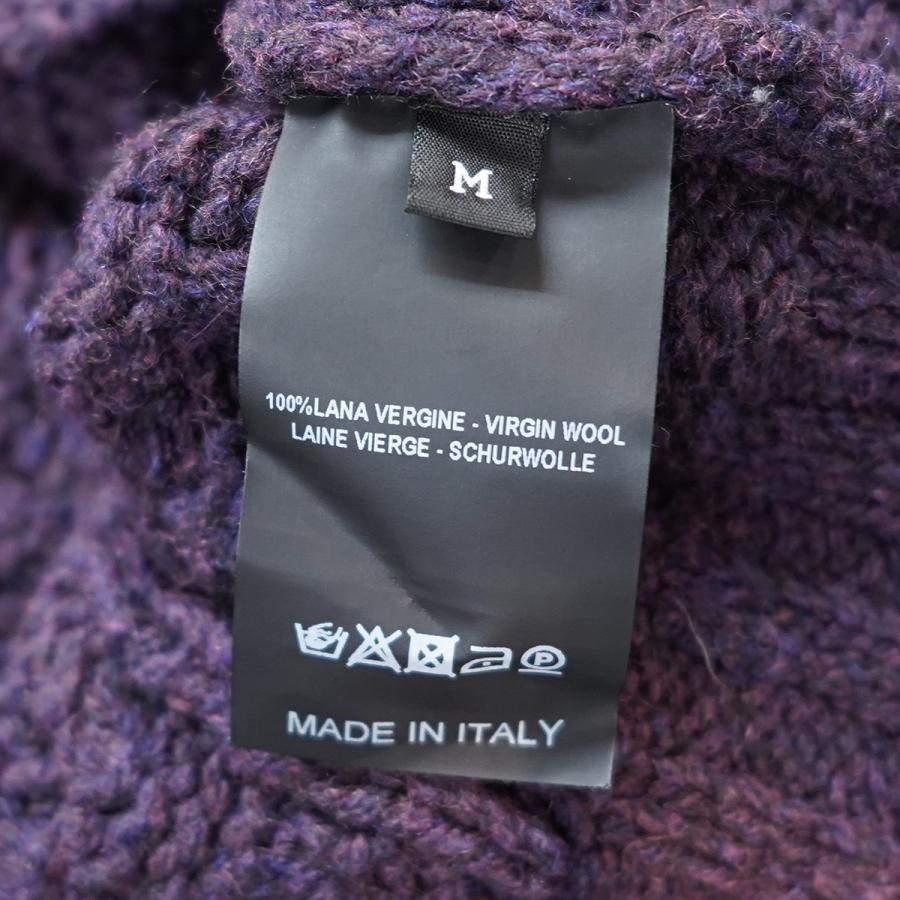 M
100%LANA VERGINE - VIRGIN WOOL
LAINE VIERGE - SCHURWOLLE
P
MADE IN ITALY